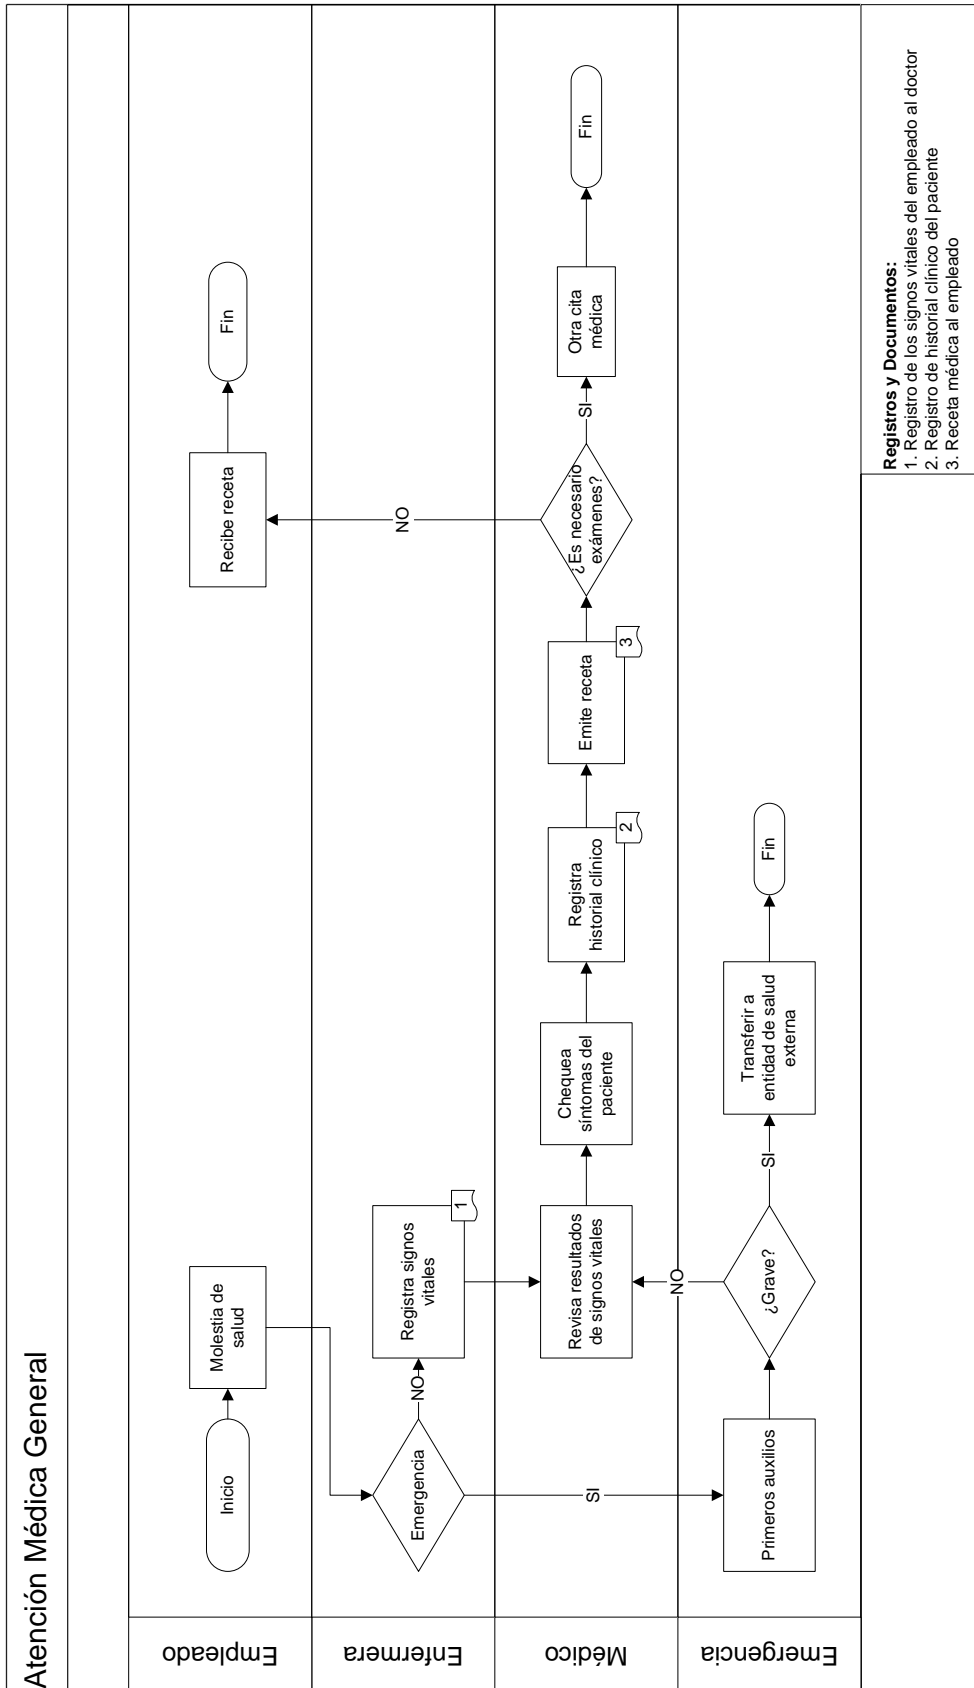 Atención Médica General
Empleado
Inicio
Molestia de
salud
Recibe receta
Fin
Enfermera
Emergencia
NO
Registra signos
vitales
1
SI
NO
Médico
Revisa resultados
de signos vitales
Chequea
síntomas del
paciente
Registra
historial clínico
2
Emite receta
3
¿Es necesario
exámenes?
SI
Otra cita
médica
Fin
NO
Emergencia
Primeros auxilios
¿Grave?
SI
Transferir a
entidad de salud
externa
Fin
Registros y Documentos:
1. Registro de los signos vitales del empleado al doctor
2. Registro de historial clínico del paciente
3. Receta médica al empleado